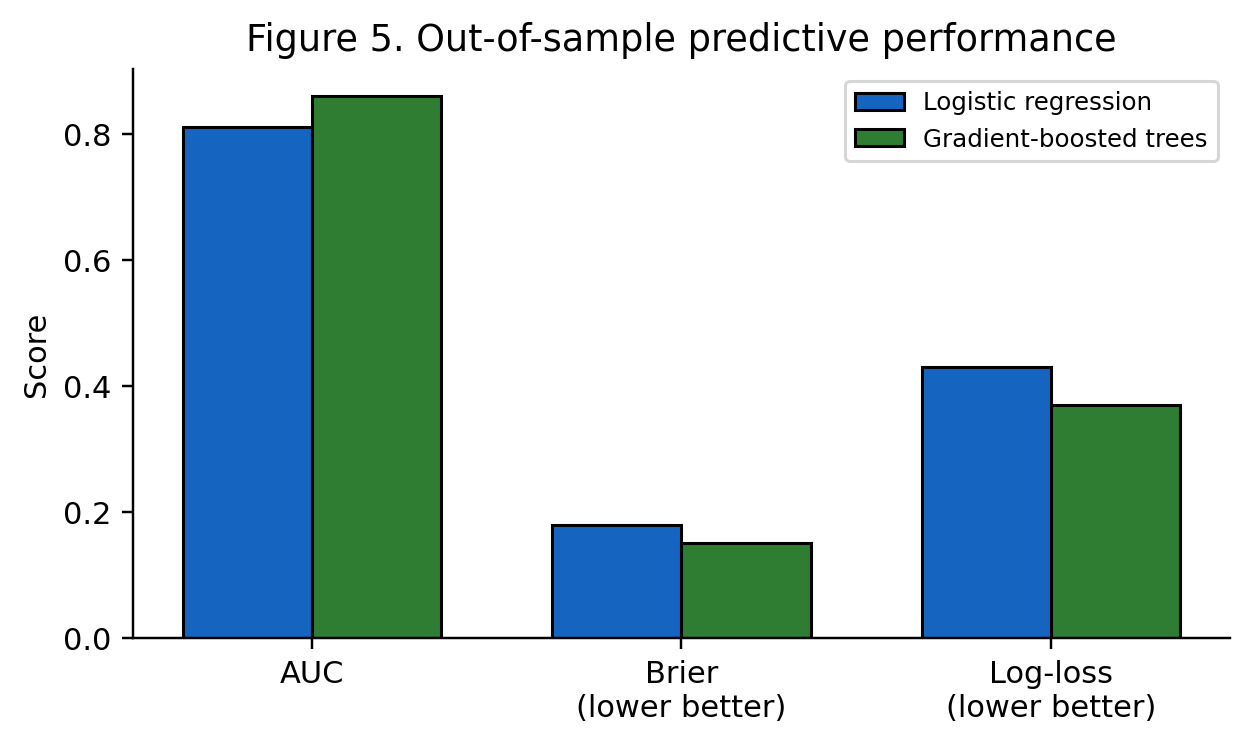 Figure 5. Out-of-sample predictive performance
Logistic regression
Gradient-boosted trees
Score
0.8
0.6
0.4
0.2
0.0
AUC
Brier
(lower better)
Log-loss
(lower better)